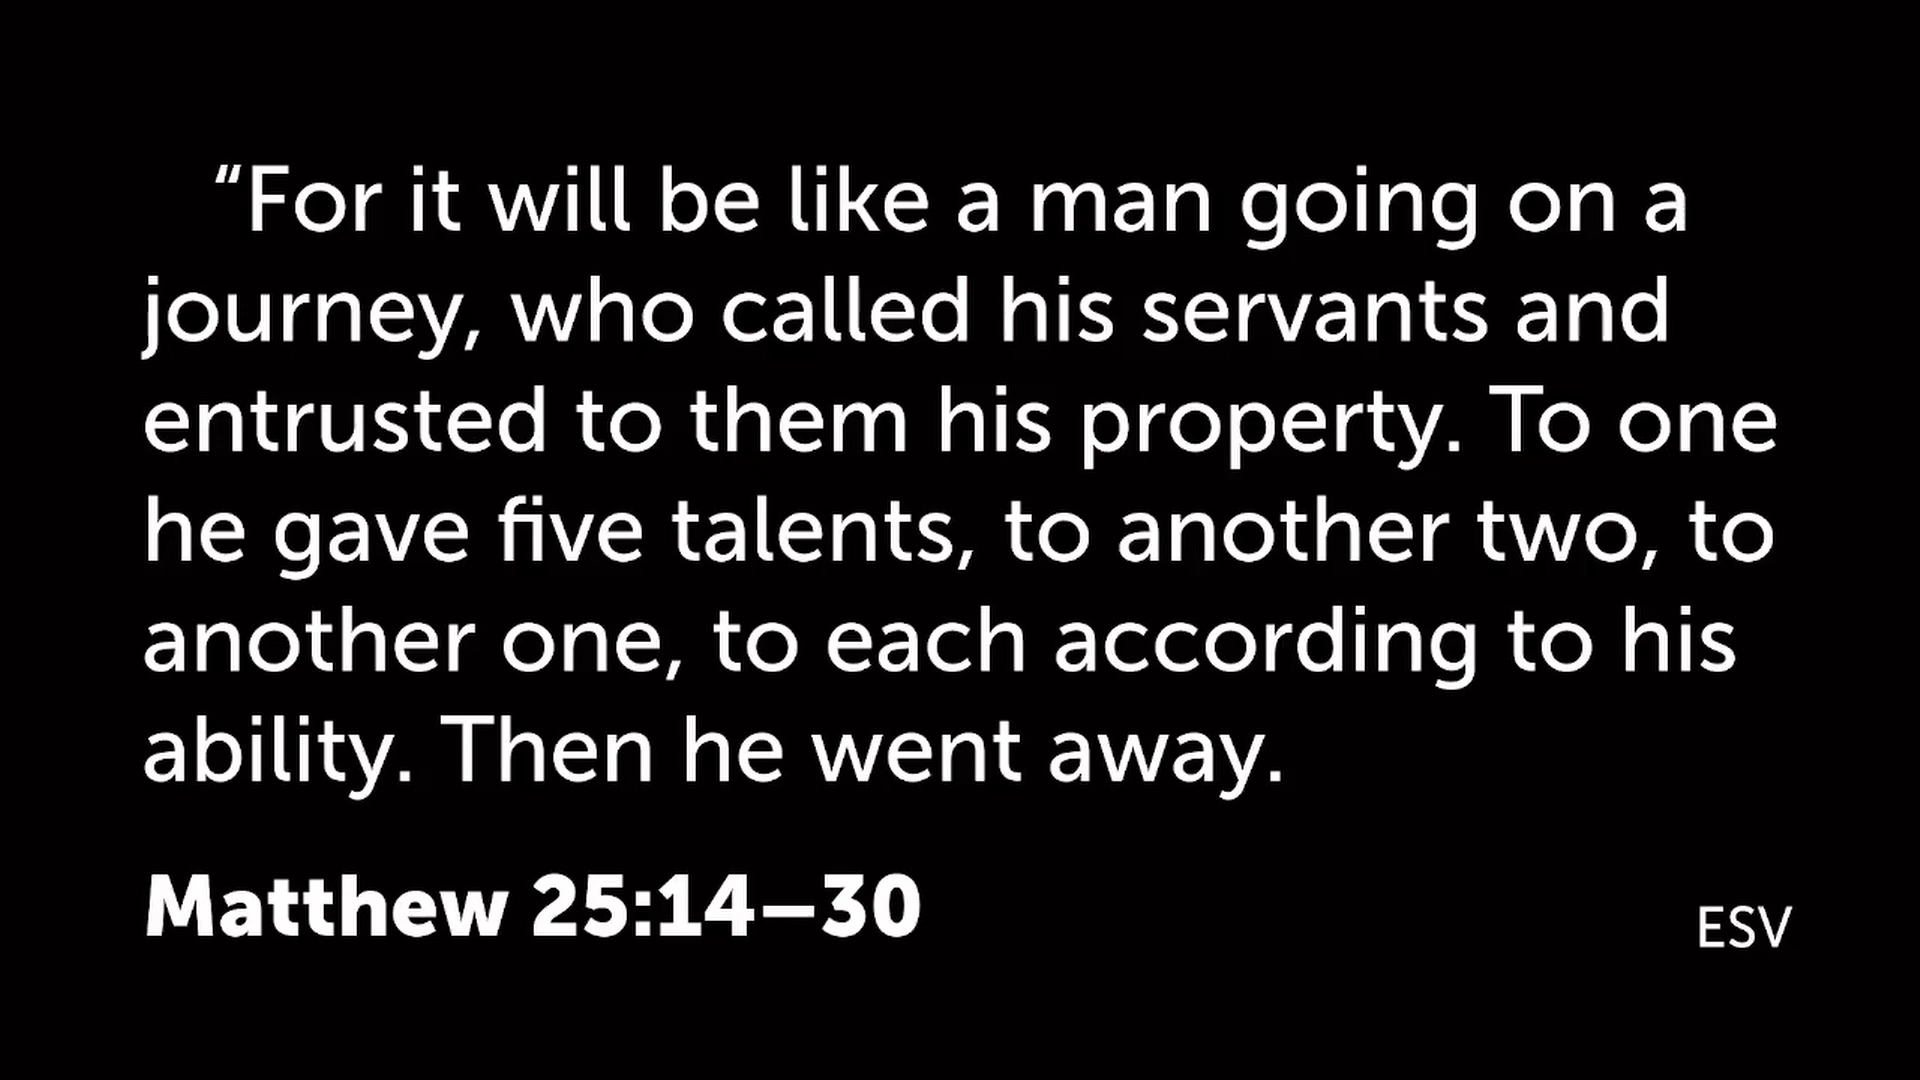 “For it will be like a man going on a
journey, who called his servants and
entrusted to them his property. To one
he gave five talents, to another two, to
another one, to each according to his
ability. Then he went away.
Matthew 25:14–30
ESV